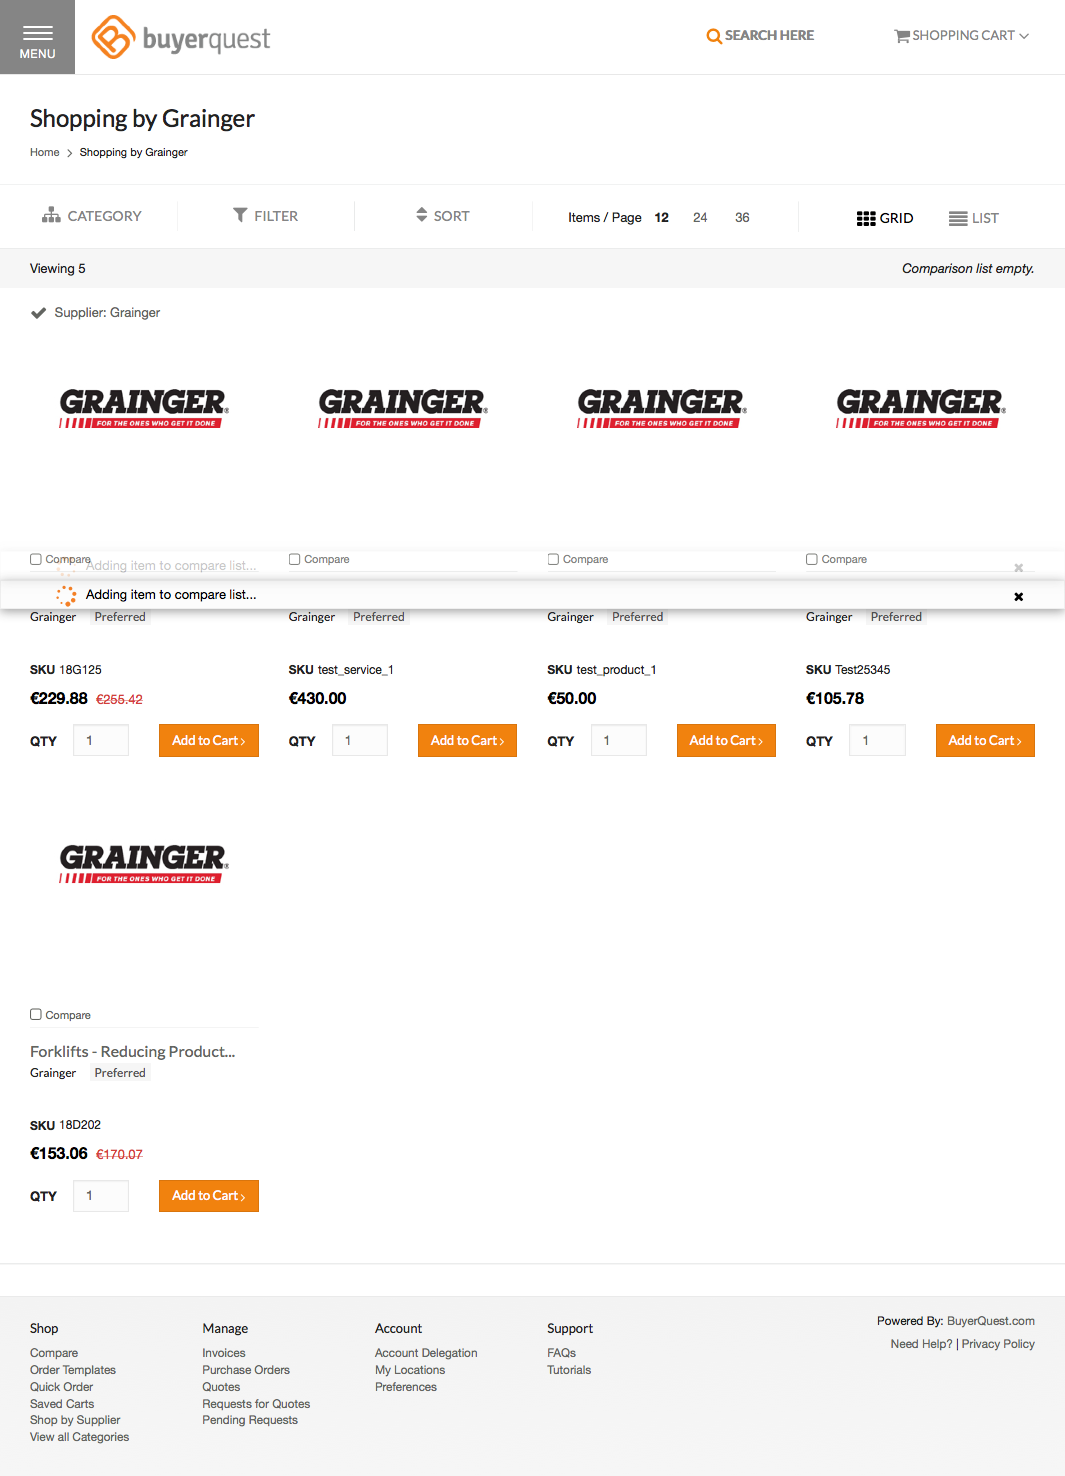 MENU
buyerquest
SEARCH HERE
SHOPPING CART
Shopping by Grainger
Home > Shopping by Grainger
CATEGORY
FILTER
SORT
Items / Page 12 24 36
GRID
LIST
Viewing 5
Comparison list empty.
Supplier: Grainger
GRAINGER® GRAINGER® GRAINGER® GRAINGER®
FOR THE ONES WHO GET IT DONE FOR THE ONES WHO GET IT DONE FOR THE ONES WHO GET IT DONE FOR THE ONES WHO GET IT DONE
Compare Compare Compare Compare
Adding item to compare list...
Adding item to compare list...
Grainger Preferred Grainger Preferred Grainger Preferred Grainger Preferred
SKU 18G125 SKU test_service_1 SKU test_product_1 SKU Test25345
€229.88 €255.42 €430.00 €50.00 €105.78
QTY 1 Add to Cart › QTY 1 Add to Cart › QTY 1 Add to Cart › QTY 1 Add to Cart ›
GRAINGER®
FOR THE ONES WHO GET IT DONE
Compare
Forklifts - Reducing Product...
Grainger Preferred
SKU 18D202
€153.06 €170.07
QTY 1 Add to Cart ›
Shop
Compare
Order Templates
Quick Order
Saved Carts
Shop by Supplier
View all Categories
Manage
Invoices
Purchase Orders
Quotes
Requests for Quotes
Pending Requests
Account
Account Delegation
My Locations
Preferences
Support
FAQs
Tutorials
Powered By: BuyerQuest.com
Need Help? | Privacy Policy